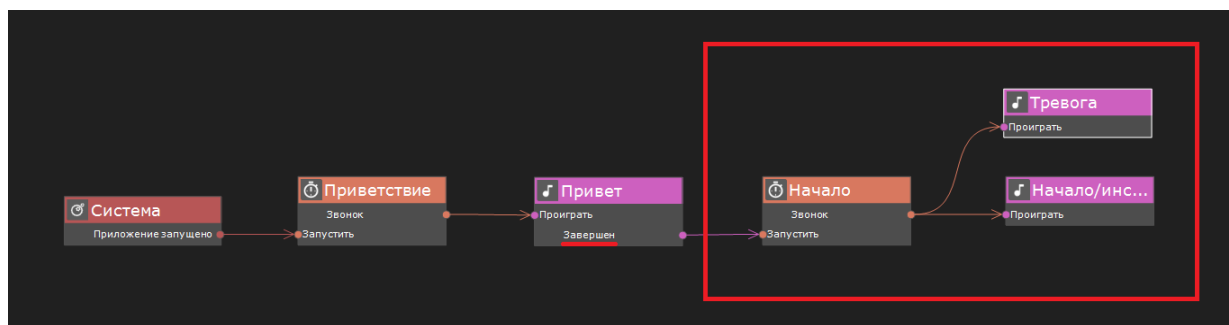 Система
Приложение запущено
Приветствие
Звонок
Запустить
Привет
Проиграть
Завершен
Начало
Звонок
Запустить
Тревога
Проиграть
Начало/инс...
Проиграть